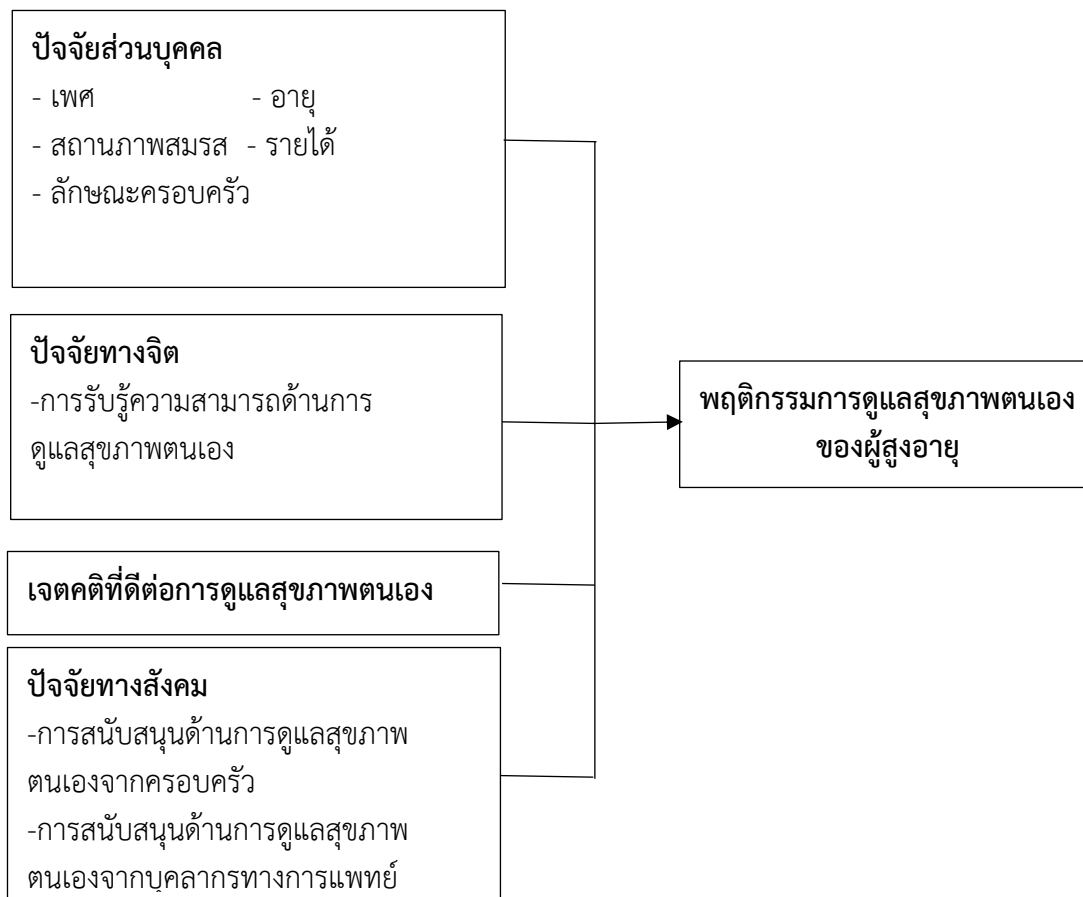 ปัจจัยส่วนบุคคล
- เพศ - อายุ
- สถานภาพสมรส - รายได้
- ลักษณะครอบครัว
ปัจจัยทางจิต
-การรับรู้ความสามารถด้านการ
ดูแลสุขภาพตนเอง
พฤติกรรมการดูแลสุขภาพตนเอง
ของผู้สูงอายุ
เจตคติที่ดีต่อการดูแลสุขภาพตนเอง
ปัจจัยทางสังคม
-การสนับสนุนด้านการดูแลสุขภาพ
ตนเองจากครอบครัว
-การสนับสนุนด้านการดูแลสุขภาพ
ตนเองจากบุคลากรทางการแพทย์